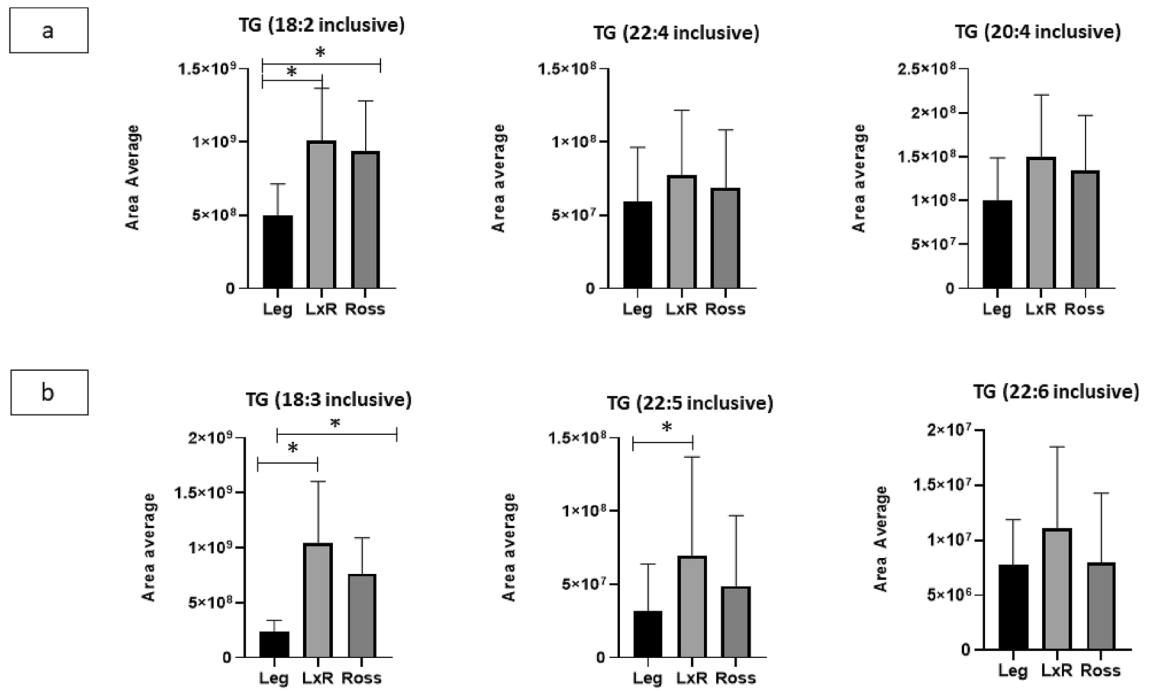 a
TG (18:2 inclusive)
*
*
Area Average
1.5×10⁹
1×10⁹
5×10⁸
0
Leg LxR Ross
TG (22:4 inclusive)
Area average
1.5×10⁸
1×10⁸
5×10⁷
0
Leg LxR Ross
TG (20:4 inclusive)
Area average
2.5×10⁸
2×10⁸
1.5×10⁸
1×10⁸
5×10⁷
0
Leg LxR Ross
b
TG (18:3 inclusive)
*
*
Area average
2×10⁹
1.5×10⁹
1×10⁹
5×10⁸
0
Leg LxR Ross
TG (22:5 inclusive)
*
Area average
1.5×10⁸
1×10⁸
5×10⁷
0
Leg LxR Ross
TG (22:6 inclusive)
Area Average
2×10⁷
1.5×10⁷
1×10⁷
5×10⁶
0
Leg LxR Ross